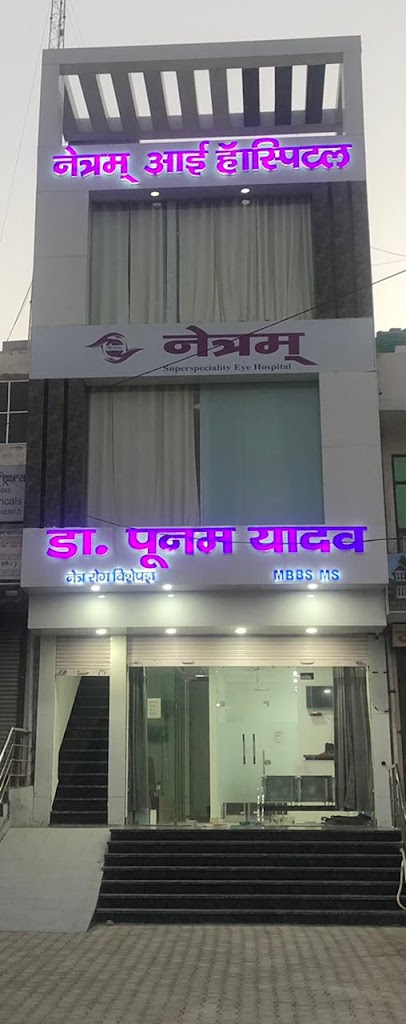 नेत्रम् आई हॅास्पिटल
नेत्रम्
Superspeciality Eye Hospital
डा. पूनम यादव
नेत्र रोग विशेषज्ञ MBBS MS